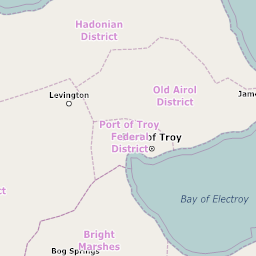 Hadonian
District
Old Airol
District
Levington
Port of Troy
Federal
District
of Troy
Bay of Electroy
Bright
Marshes
Bog Springs